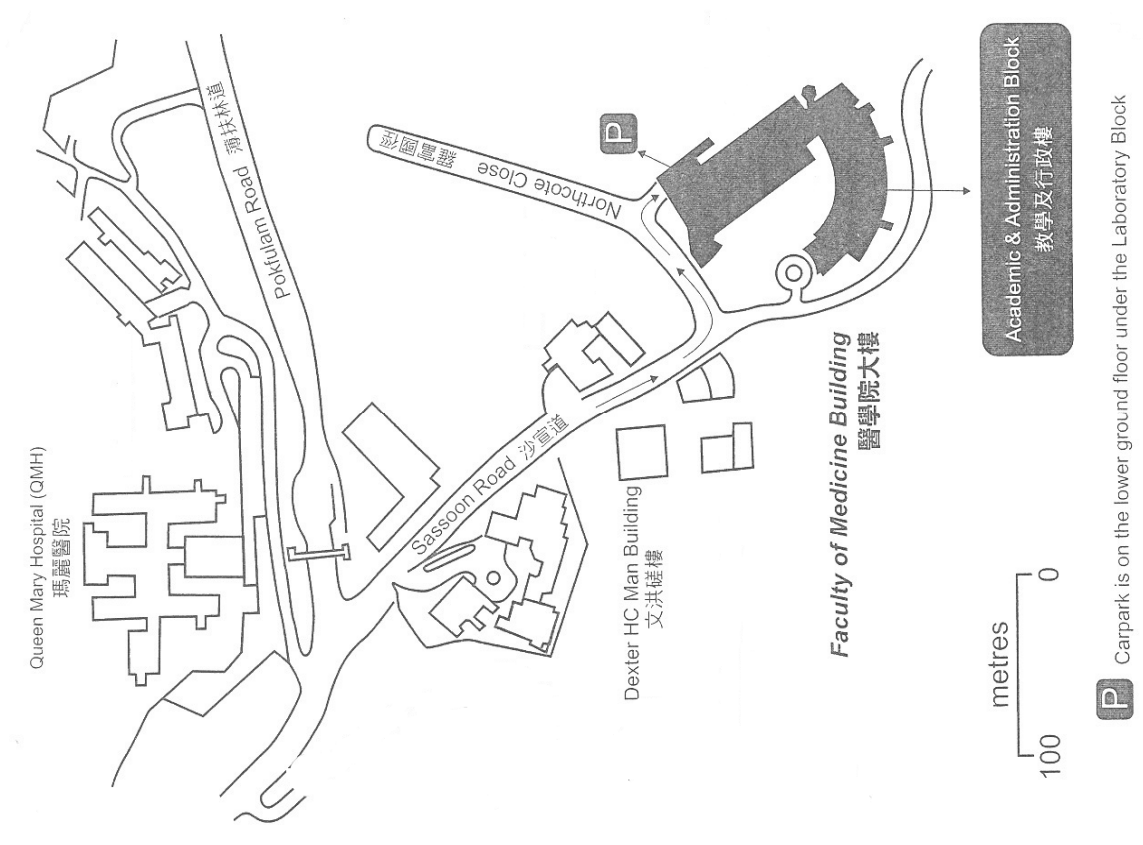 Queen Mary Hospital (QMH)
瑪麗醫院
Pokfulam Road 薄扶林道
Northcote Close 羅富國徑
P
Sassoon Road 沙宣道
Dexter HC Man Building
文洪磋樓
Faculty of Medicine Building
醫學院大樓
Academic & Administration Block
教學及行政樓
metres
100 0
P Carpark is on the lower ground floor under the Laboratory Block